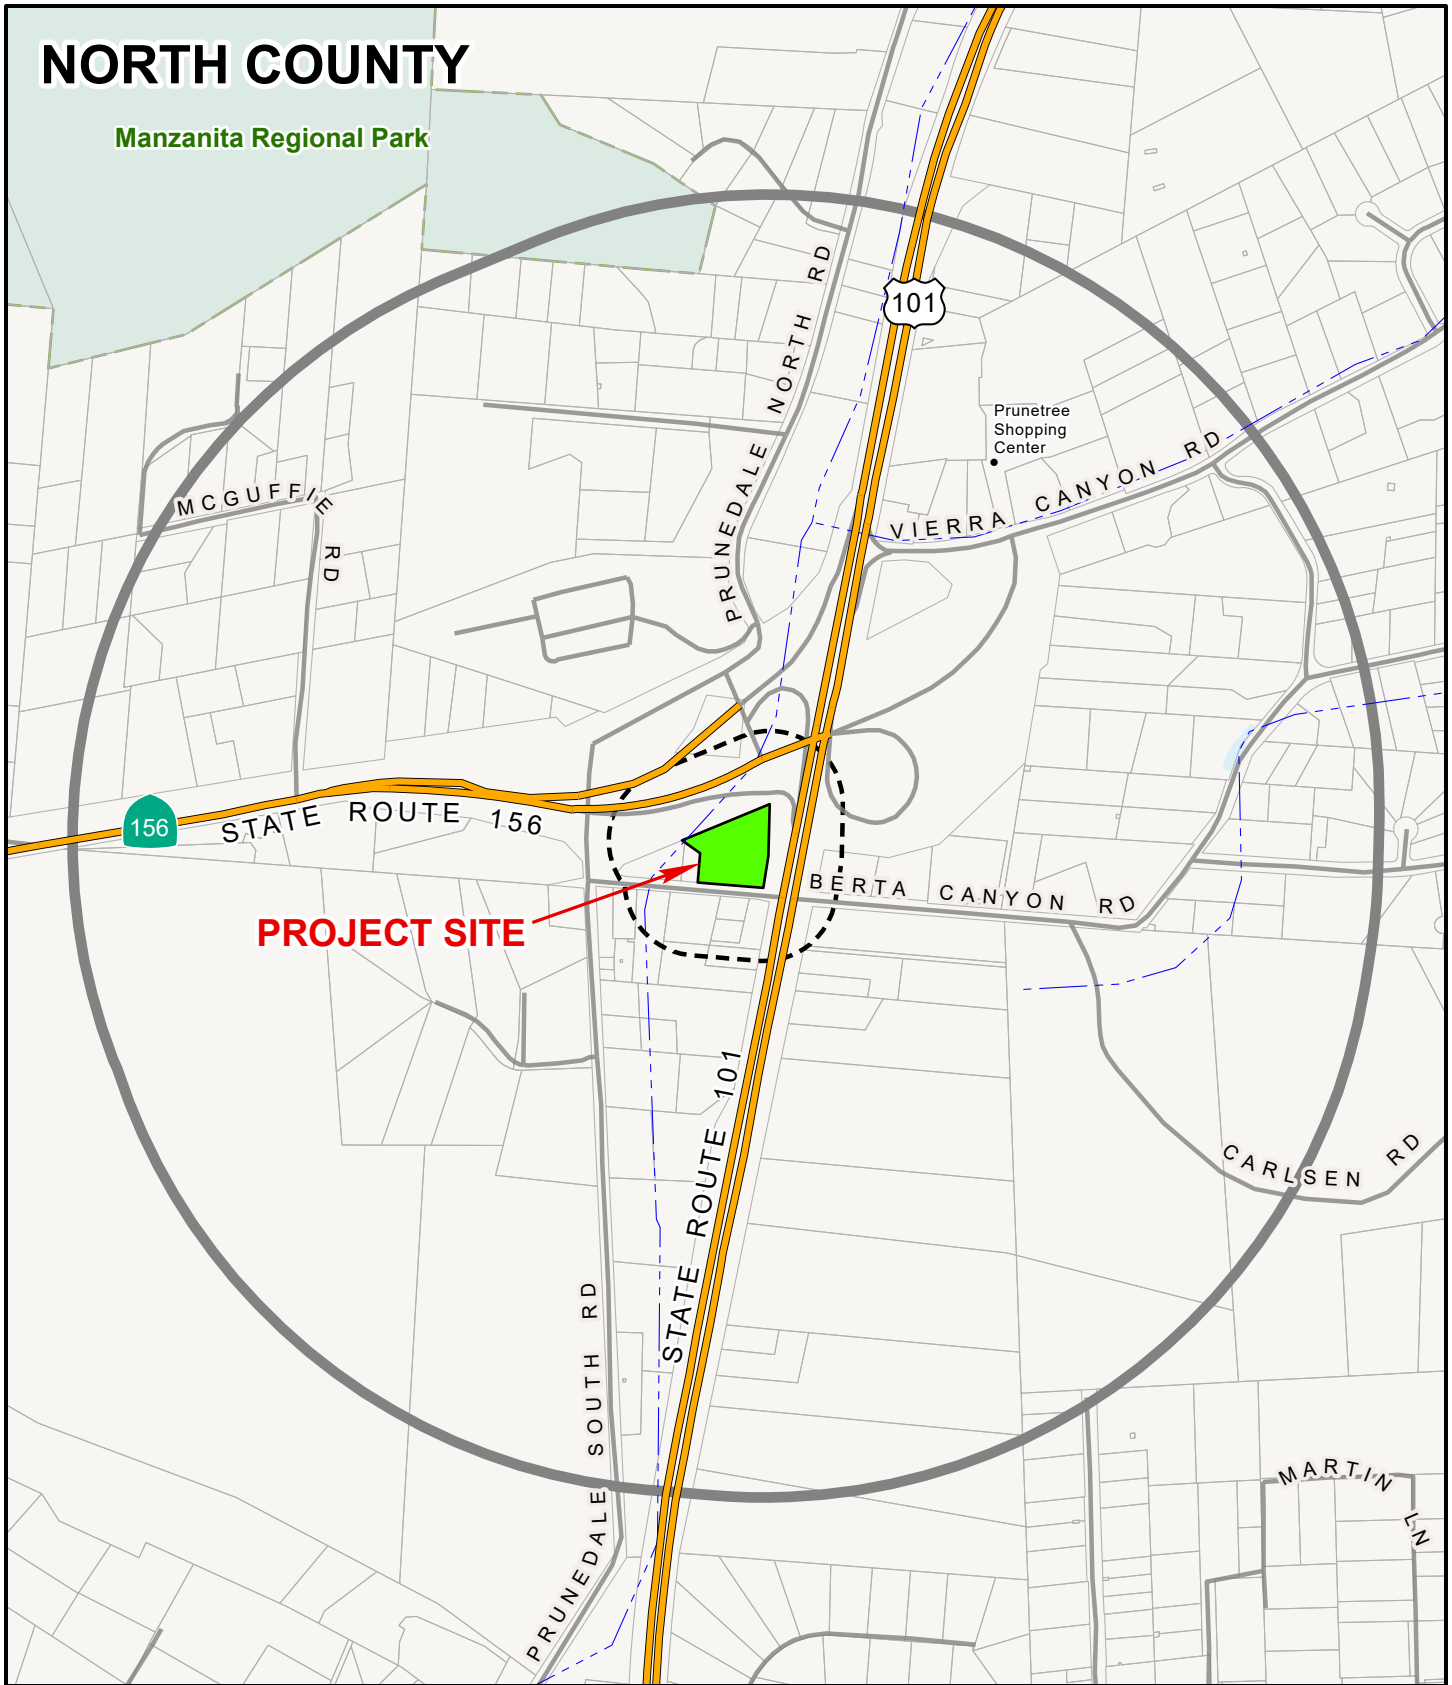 NORTH COUNTY
Manzanita Regional Park
PRUNEDALE NORTH RD
101
Prunetree
Shopping
Center
VIERRA CANYON RD
MCGUFFIE RD
156
STATE ROUTE 156
BERTA CANYON RD
PROJECT SITE
STATE ROUTE 101
CARLSEN RD
PRUNEDALE SOUTH RD
MARTIN LN